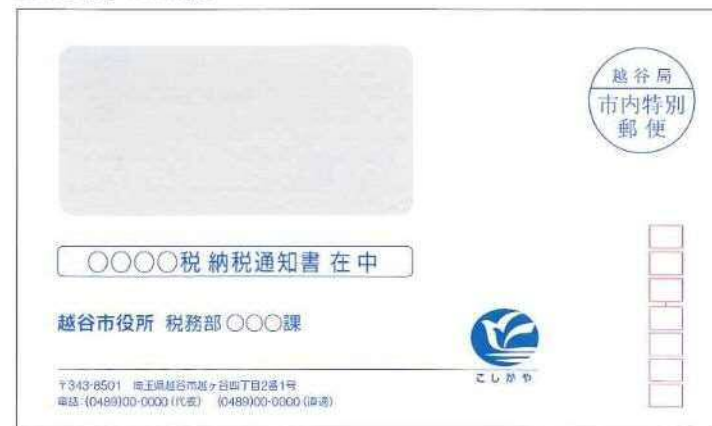 越谷局
市内特別
郵便
○○○○税 納税通知書 在中
越谷市役所 税務部 ○○○課
こしがや
〒343-8501 埼玉県越谷市越ヶ谷四丁目2番1号
電話:(0489)00-0000(代表) (0489)00-0000(直通)